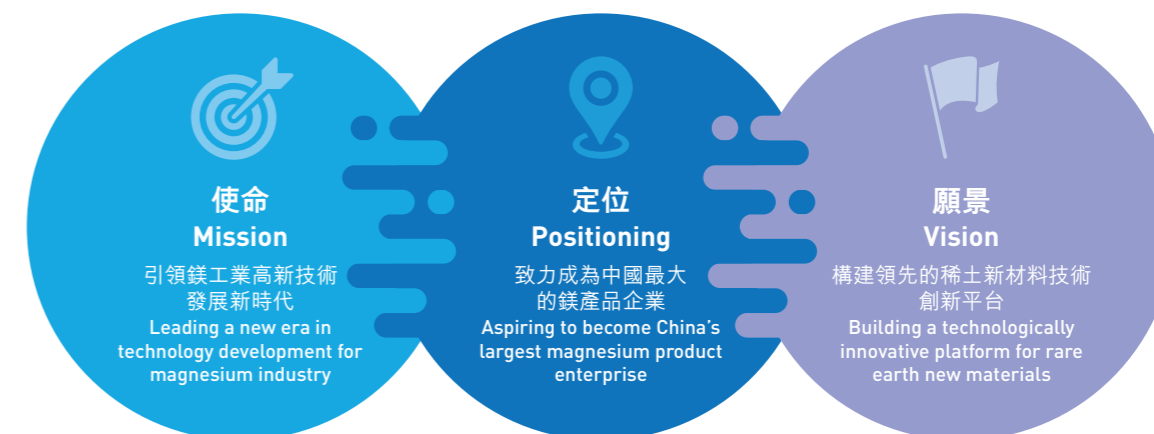 使命
Mission
引領鎂工業高新技術
發展新時代
Leading a new era in
technology development for
magnesium industry
定位
Positioning
致力成為中國最大
的鎂產品企業
Aspiring to become China’s
largest magnesium product
enterprise
願景
Vision
構建領先的稀土新材料技術
創新平台
Building a technologically
innovative platform for rare
earth new materials